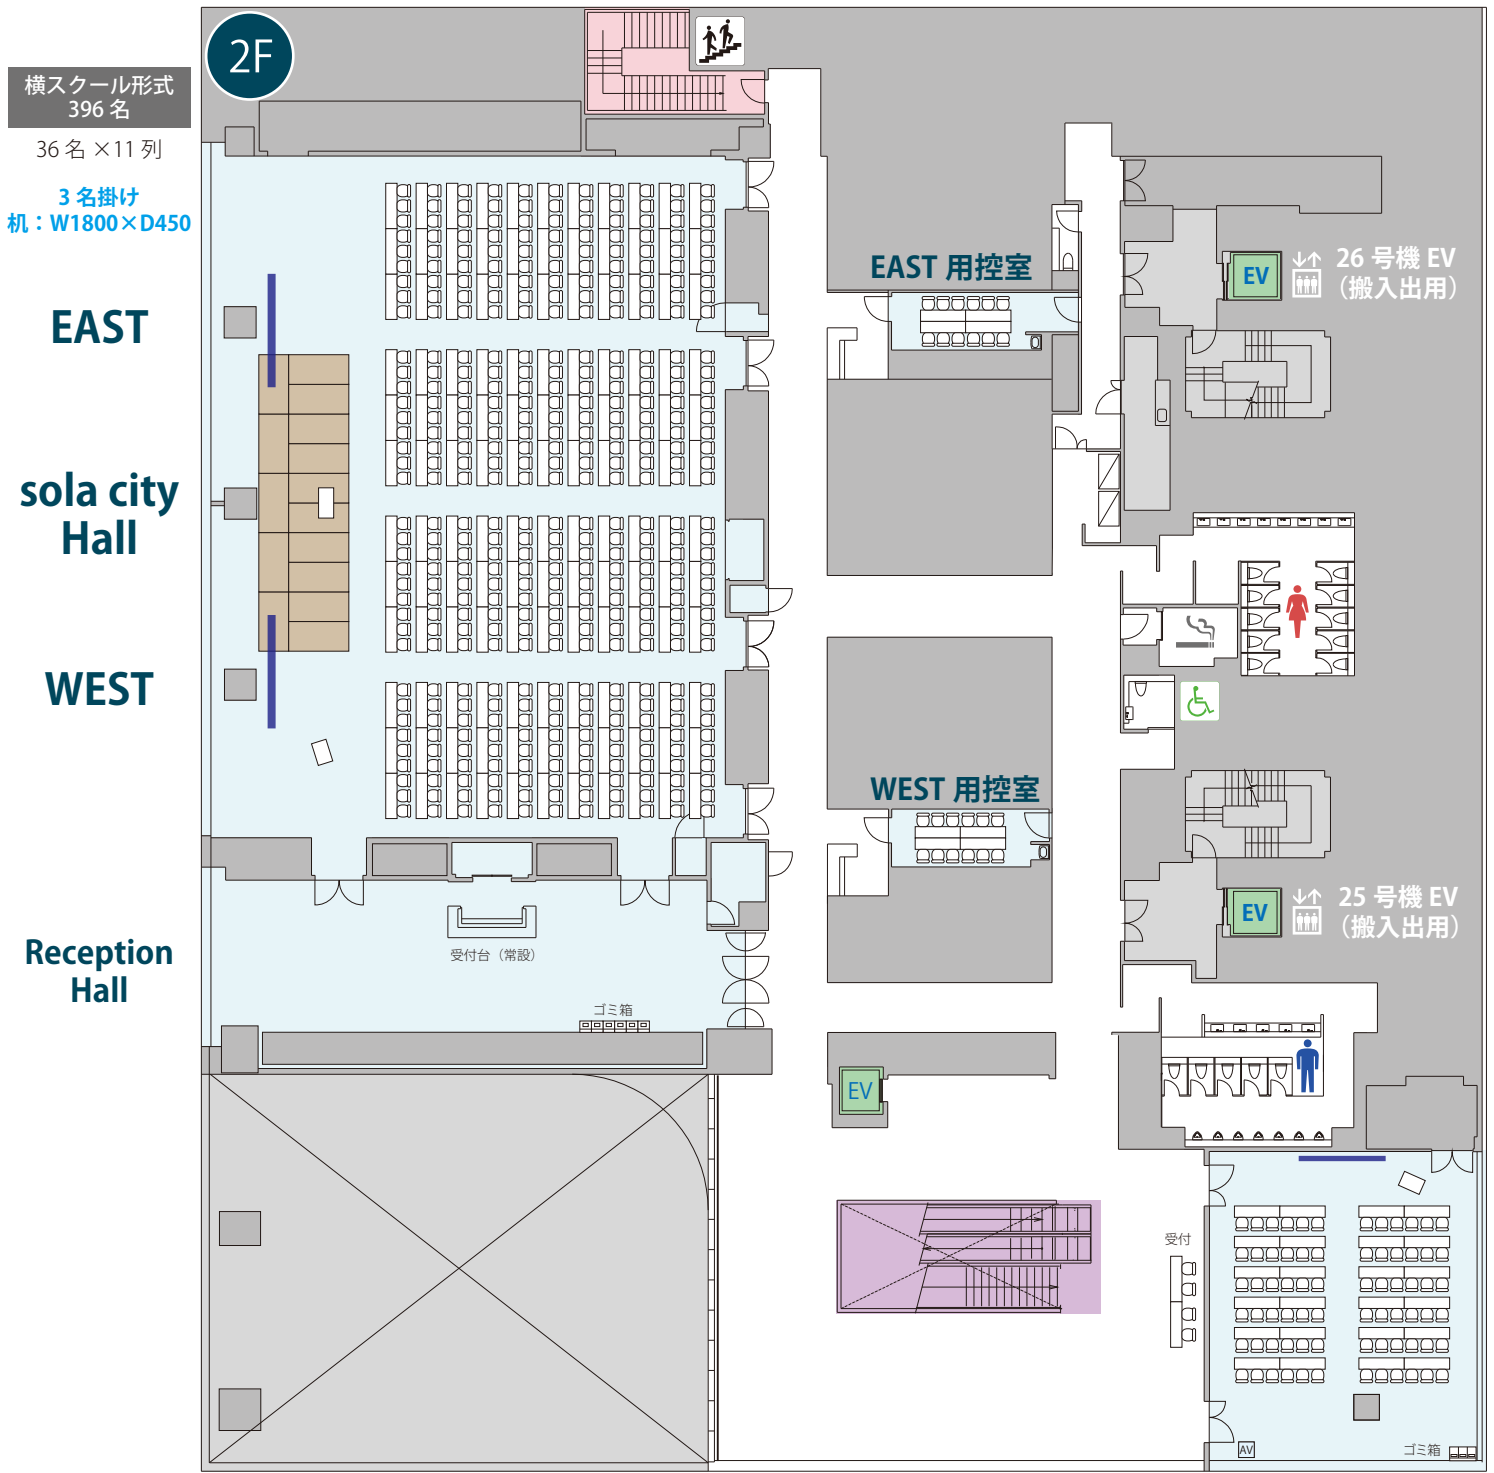 2F
横スクール形式
396 名
36 名 ×11 列
3 名掛け
机：W1800×D450
EAST
sola city
Hall
WEST
Reception
Hall
EAST 用控室
EV
26 号機 EV
（搬入出用）
WEST 用控室
EV
25 号機 EV
（搬入出用）
受付台（常設）
ゴミ箱
EV
受付
AV
ゴミ箱